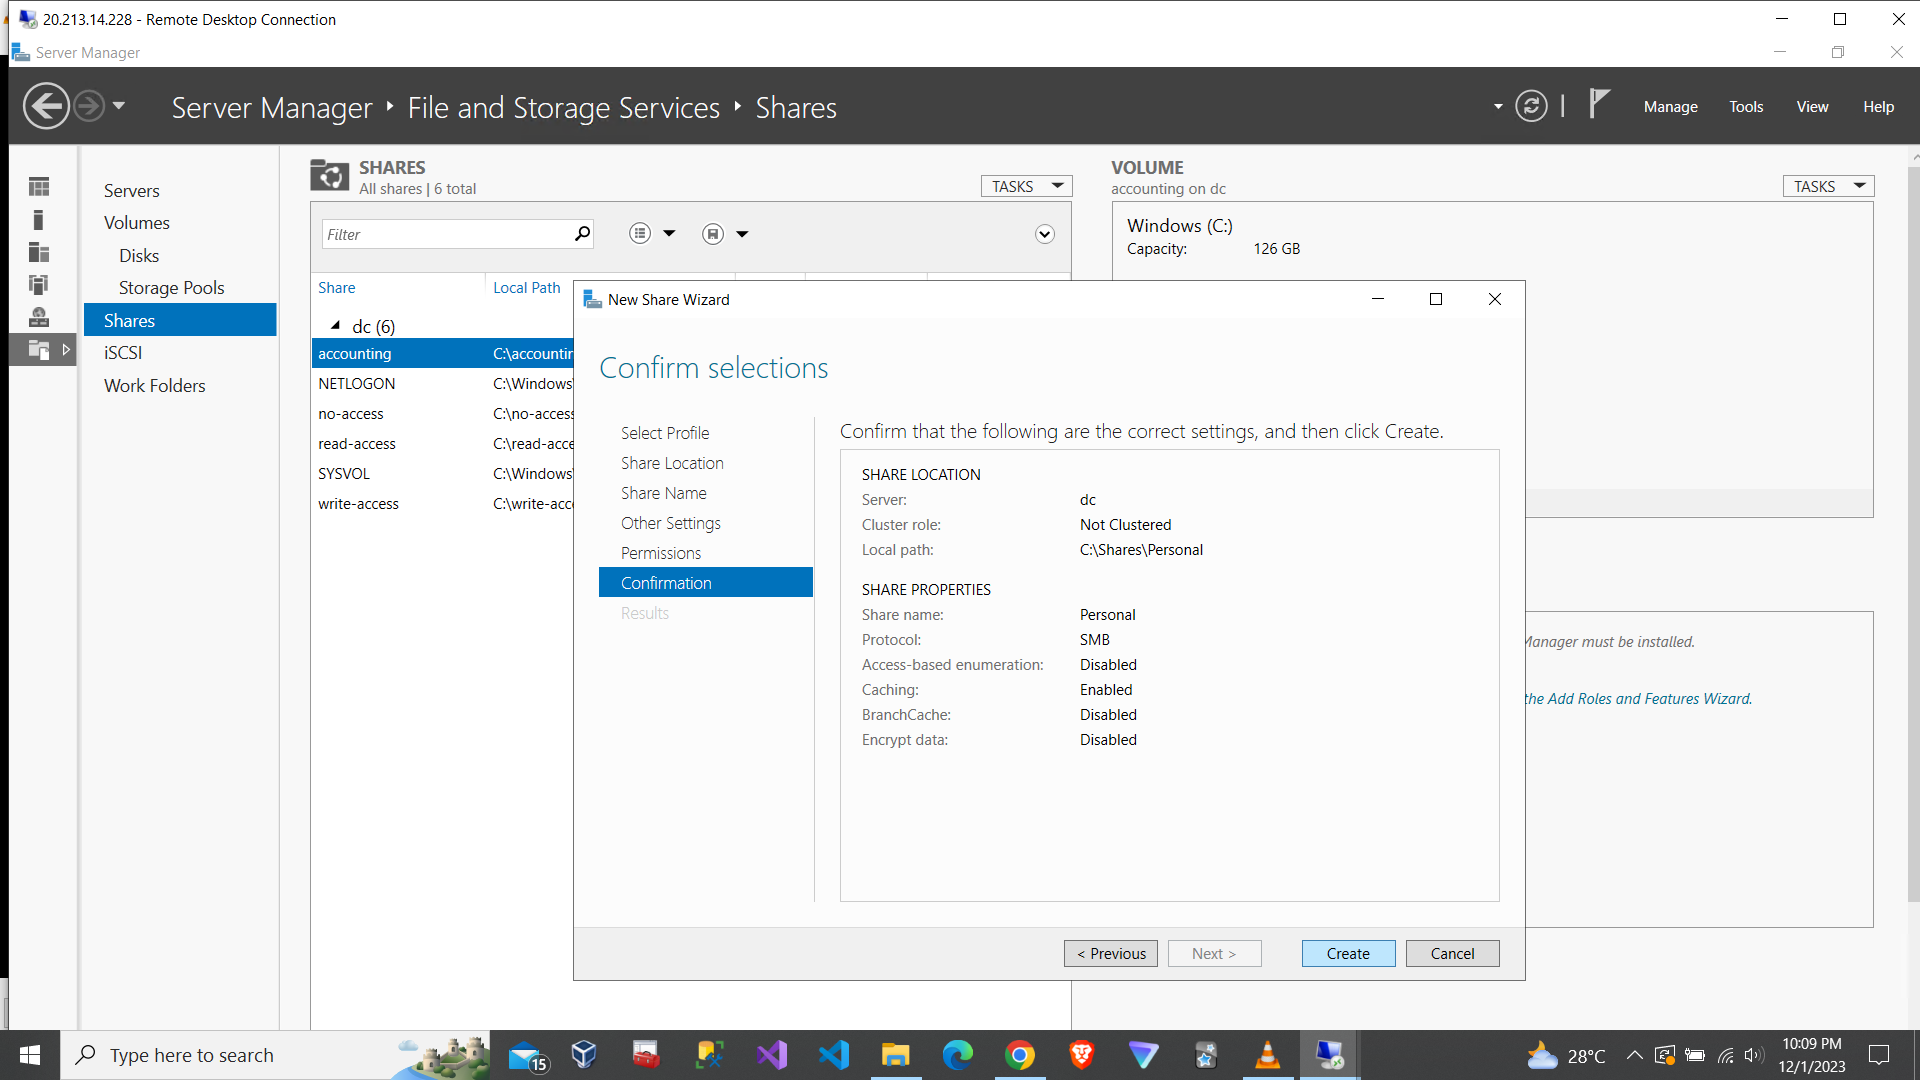 20.213.14.228 - Remote Desktop Connection
Server Manager
Server Manager File and Storage Services Shares
Manage Tools View Help
Servers
Volumes
Disks
Storage Pools
Shares
iSCSI
Work Folders
SHARES
All shares | 6 total
TASKS
Filter
Share Local Path
dc (6)
accounting C:\accountin
NETLOGON C:\Windows\
no-access C:\no-access
read-access C:\read-acce
SYSVOL C:\Windows\
write-access C:\write-acc
VOLUME
accounting on dc
TASKS
Windows (C:)
Capacity: 126 GB
Manager must be installed.
the Add Roles and Features Wizard.
New Share Wizard
Confirm selections
Select Profile
Share Location
Share Name
Other Settings
Permissions
Confirmation
Results
Confirm that the following are the correct settings, and then click Create.
SHARE LOCATION
Server: dc
Cluster role: Not Clustered
Local path: C:\Shares\Personal
SHARE PROPERTIES
Share name: Personal
Protocol: SMB
Access-based enumeration: Disabled
Caching: Enabled
BranchCache: Disabled
Encrypt data: Disabled
< Previous Next > Create Cancel
Type here to search
15
28°C
10:09 PM
12/1/2023